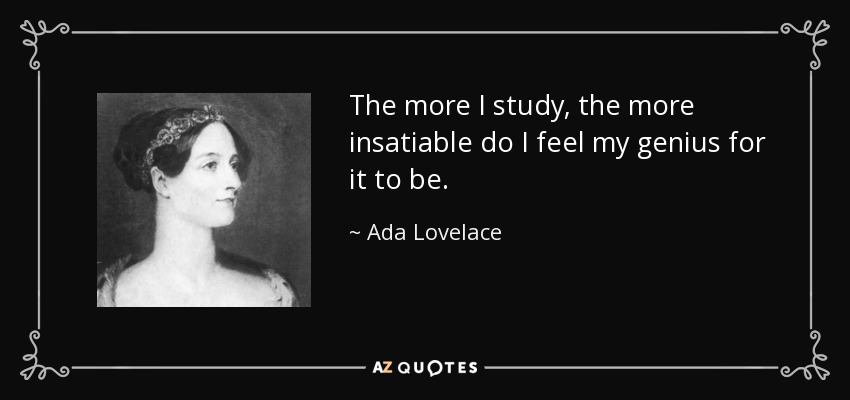 The more I study, the more
insatiable do I feel my genius for
it to be.
~ Ada Lovelace
AZ QUOTES